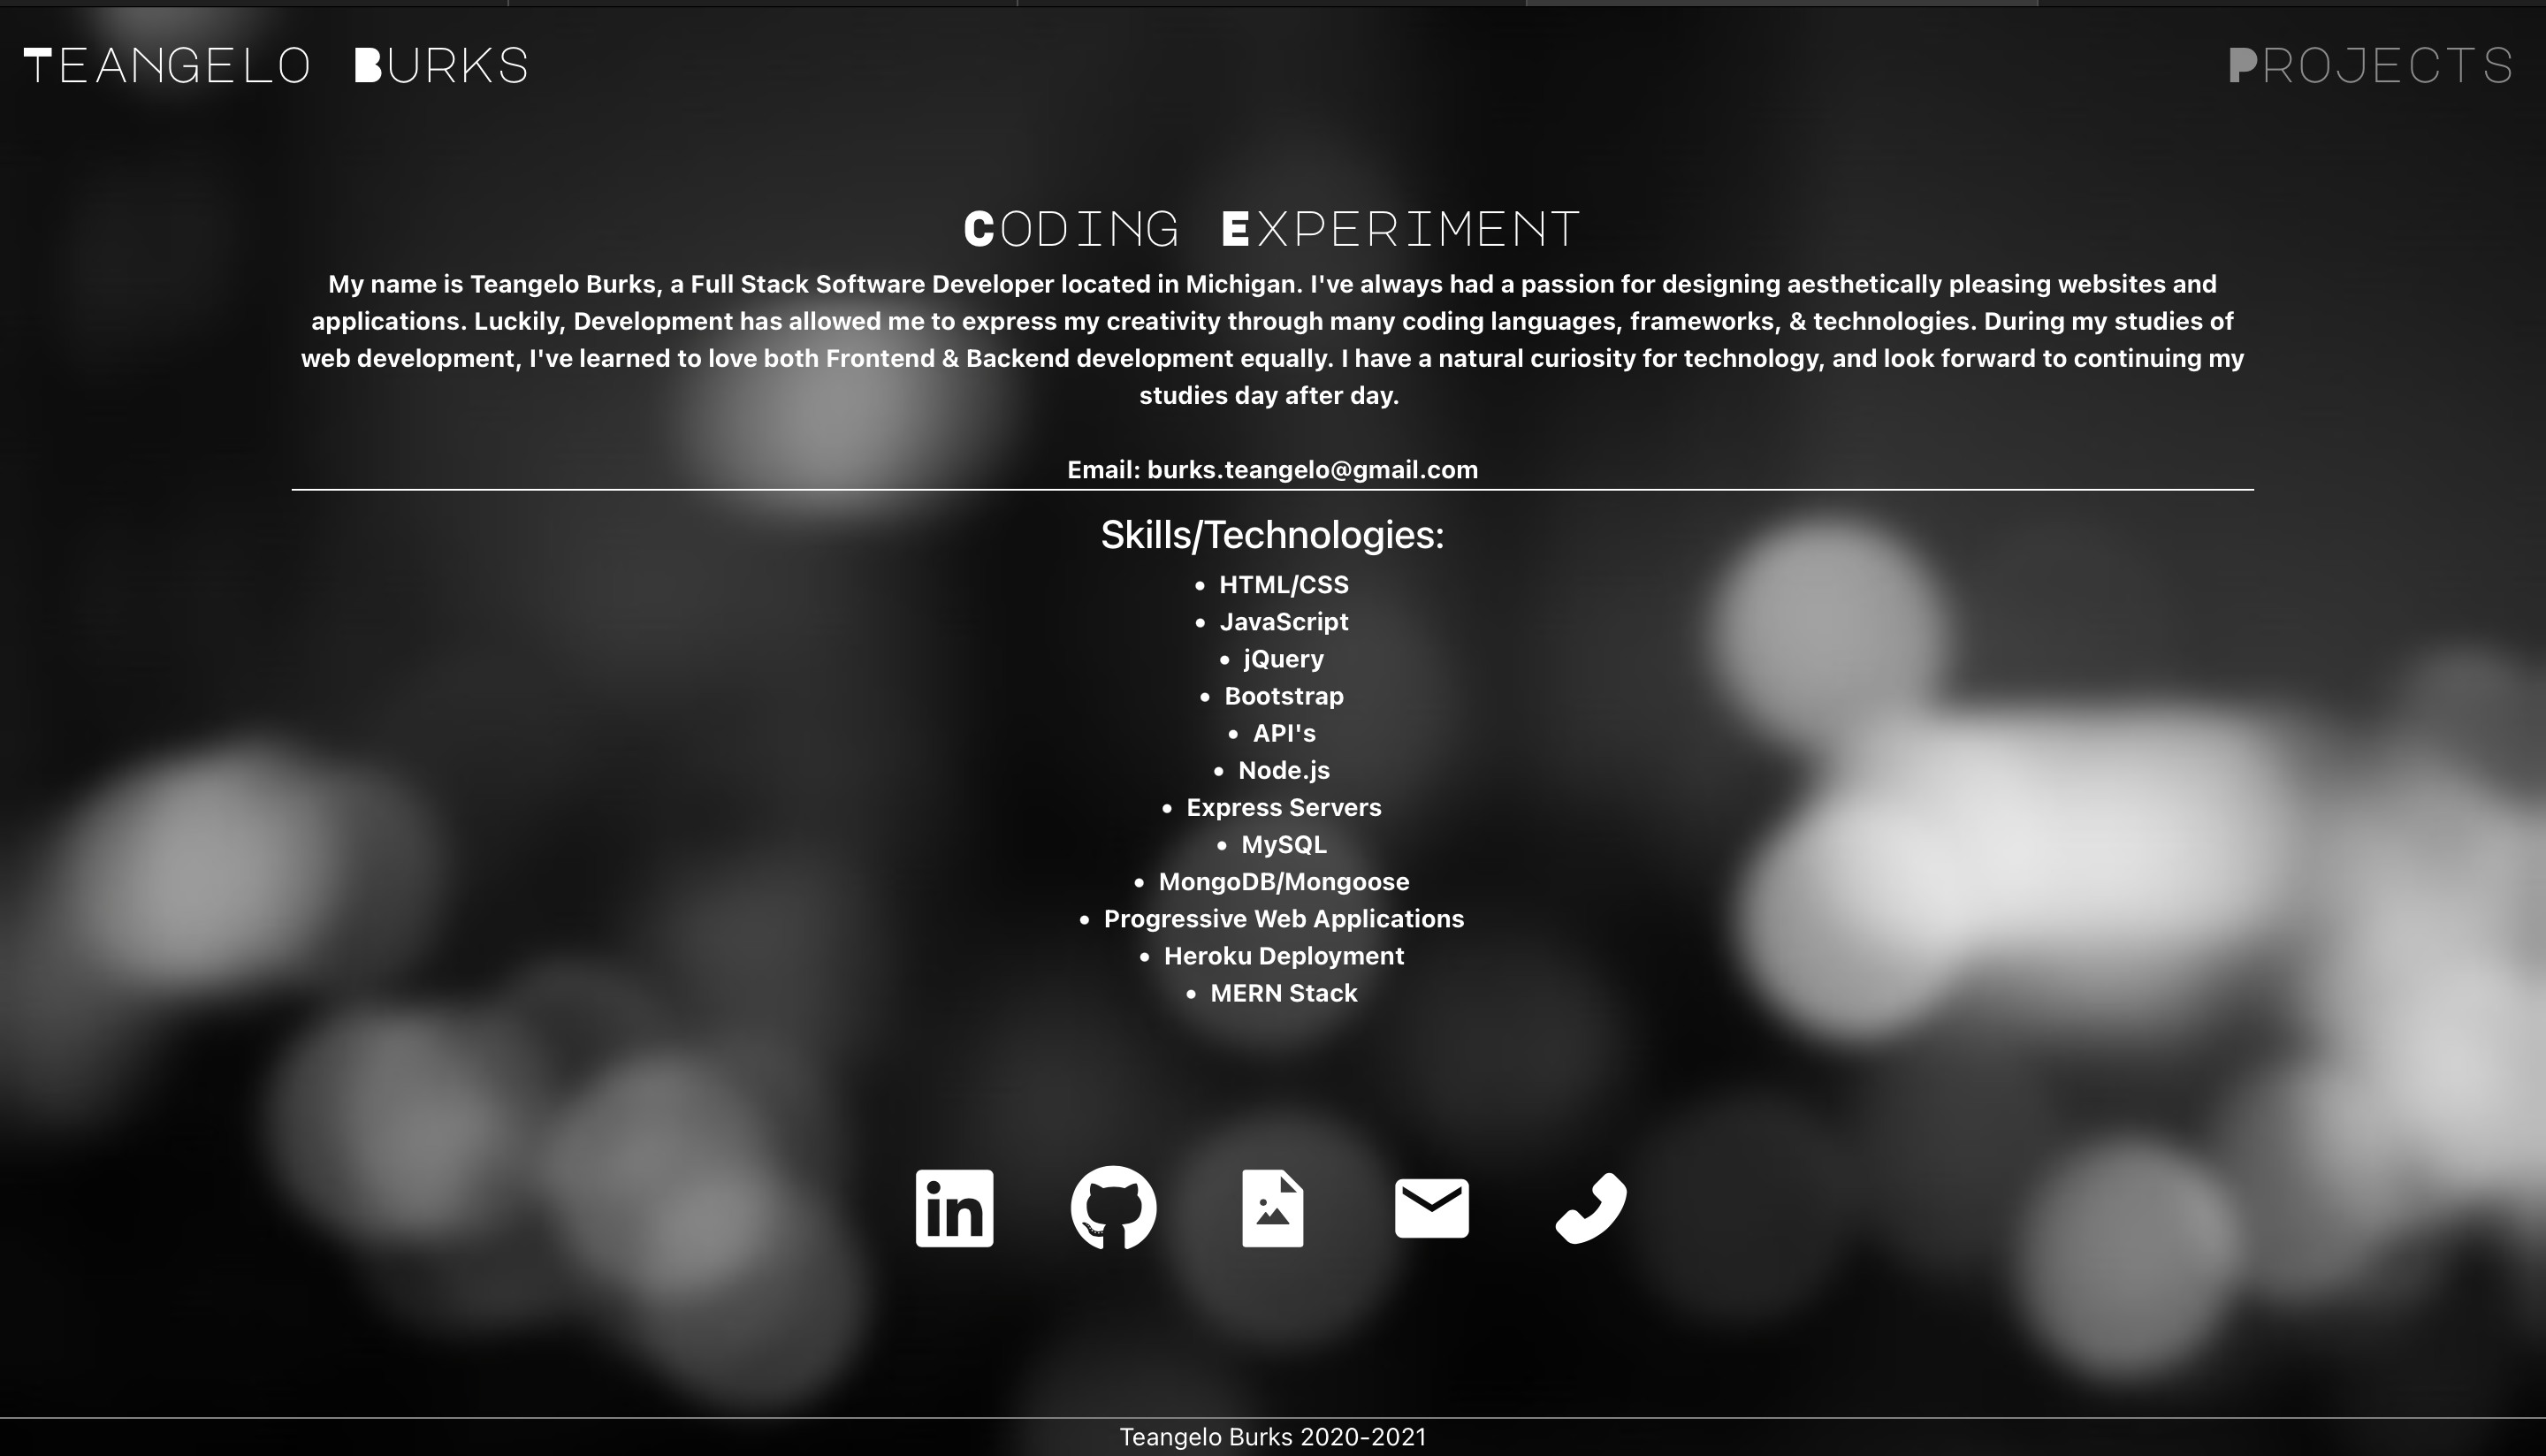 Teangelo Burks
Projects
Coding Experiment
My name is Teangelo Burks, a Full Stack Software Developer located in Michigan. I've always had a passion for designing aesthetically pleasing websites and
applications. Luckily, Development has allowed me to express my creativity through many coding languages, frameworks, & technologies. During my studies of
web development, I've learned to love both Frontend & Backend development equally. I have a natural curiosity for technology, and look forward to continuing my
studies day after day.
Email: burks.teangelo@gmail.com
Skills/Technologies:
• HTML/CSS
• JavaScript
• jQuery
• Bootstrap
• API's
• Node.js
• Express Servers
• MySQL
• MongoDB/Mongoose
• Progressive Web Applications
• Heroku Deployment
• MERN Stack
in
Teangelo Burks 2020-2021